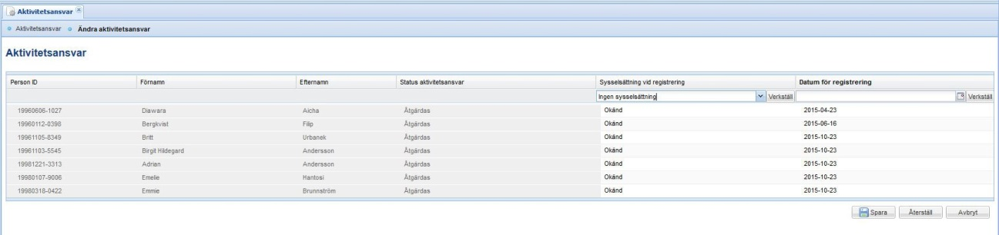 Aktivitetsansvar
Aktivitetsansvar Ändra aktivitetsansvar
Aktivitetsansvar
Person ID Förnamn Efternamn Status aktivitetsansvar Sysselsättning vid registrering Datum för registrering
Ingen sysselsättning Verkställ Verkställ
19960606-1027 Diawara Aicha Åtgärdas Okänd 2015-04-23
19960112-0398 Bergkvist Filip Åtgärdas Okänd 2015-06-16
19961105-8349 Britt Urbanek Åtgärdas Okänd 2015-10-23
19961103-5545 Birgit Hildegard Andersson Åtgärdas Okänd 2015-10-23
19981221-3313 Adrian Andersson Åtgärdas Okänd 2015-10-23
19980107-9006 Emelie Hantosi Åtgärdas Okänd 2015-10-23
19980318-0422 Emmie Brunnström Åtgärdas Okänd 2015-10-23
Spara Återställ Avbryt